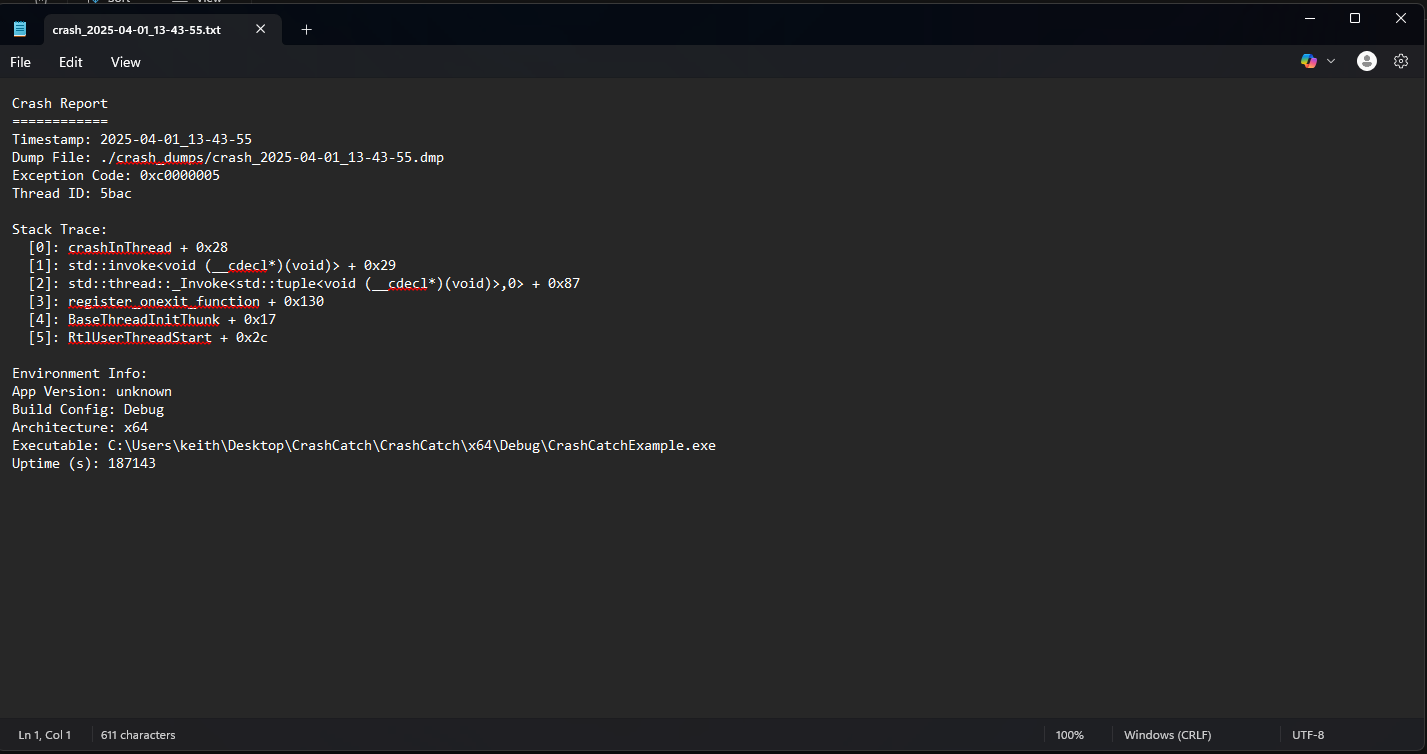 crash_2025-04-01_13-43-55.txt
File Edit View
Crash Report
============
Timestamp: 2025-04-01_13-43-55
Dump File: ./crash_dumps/crash_2025-04-01_13-43-55.dmp
Exception Code: 0xc0000005
Thread ID: 5bac

Stack Trace:
  [0]: crashInThread + 0x28
  [1]: std::invoke<void (__cdecl*)(void)> + 0x29
  [2]: std::thread::_Invoke<std::tuple<void (__cdecl*)(void)>,0> + 0x87
  [3]: register_onexit_function + 0x130
  [4]: BaseThreadInitThunk + 0x17
  [5]: RtlUserThreadStart + 0x2c

Environment Info:
App Version: unknown
Build Config: Debug
Architecture: x64
Executable: C:\Users\keith\Desktop\CrashCatch\CrashCatch\x64\Debug\CrashCatchExample.exe
Uptime (s): 187143
Ln 1, Col 1 611 characters 100% Windows (CRLF) UTF-8